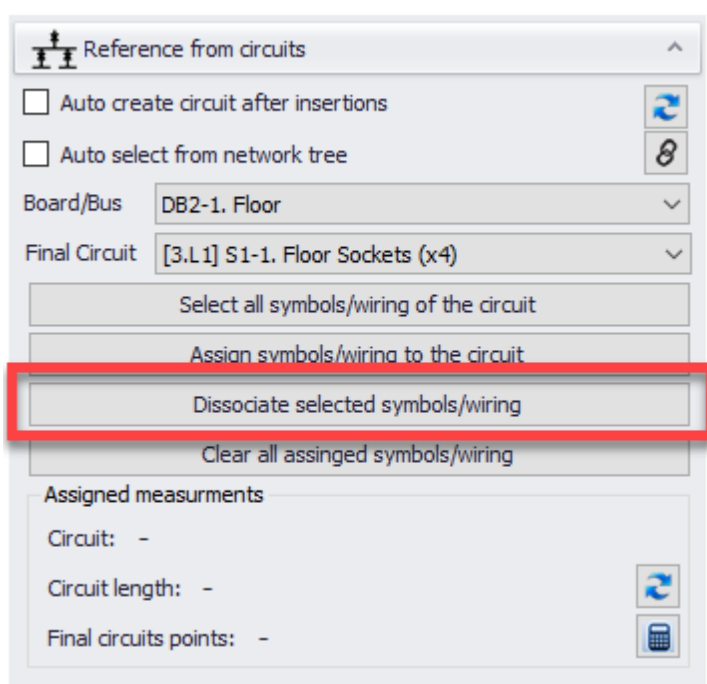 Reference from circuits
Auto create circuit after insertions
Auto select from network tree
Board/Bus DB2-1. Floor
Final Circuit [3.L1] S1-1. Floor Sockets (x4)
Select all symbols/wiring of the circuit
Assign symbols/wiring to the circuit
Dissociate selected symbols/wiring
Clear all assinged symbols/wiring
Assigned measurments
Circuit: -
Circuit length: -
Final circuits points: -